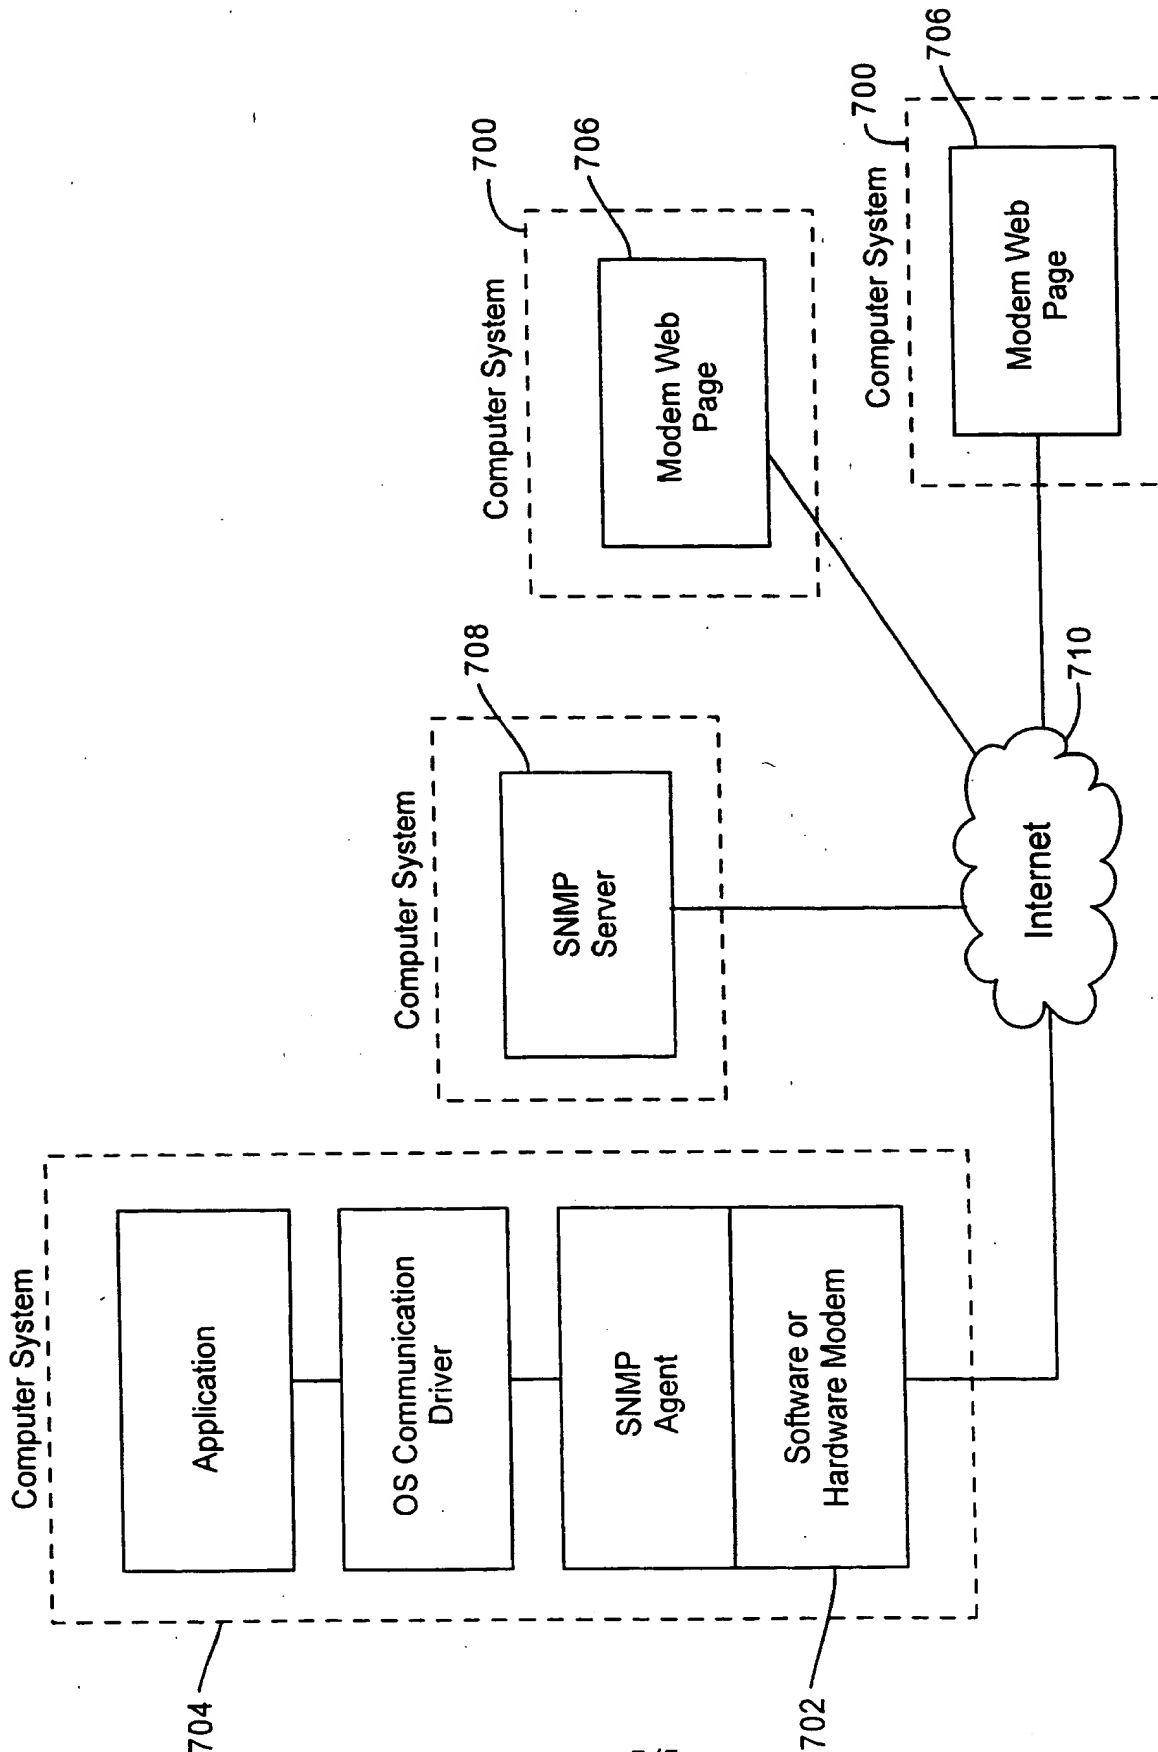 Computer System
704
Application
OS Communication
Driver
SNMP
Agent
Software or
Hardware Modem
702
Computer System
708
SNMP
Server
Computer System
700
706
Modem Web
Page
Computer System
700
706
Modem Web
Page
Internet
710